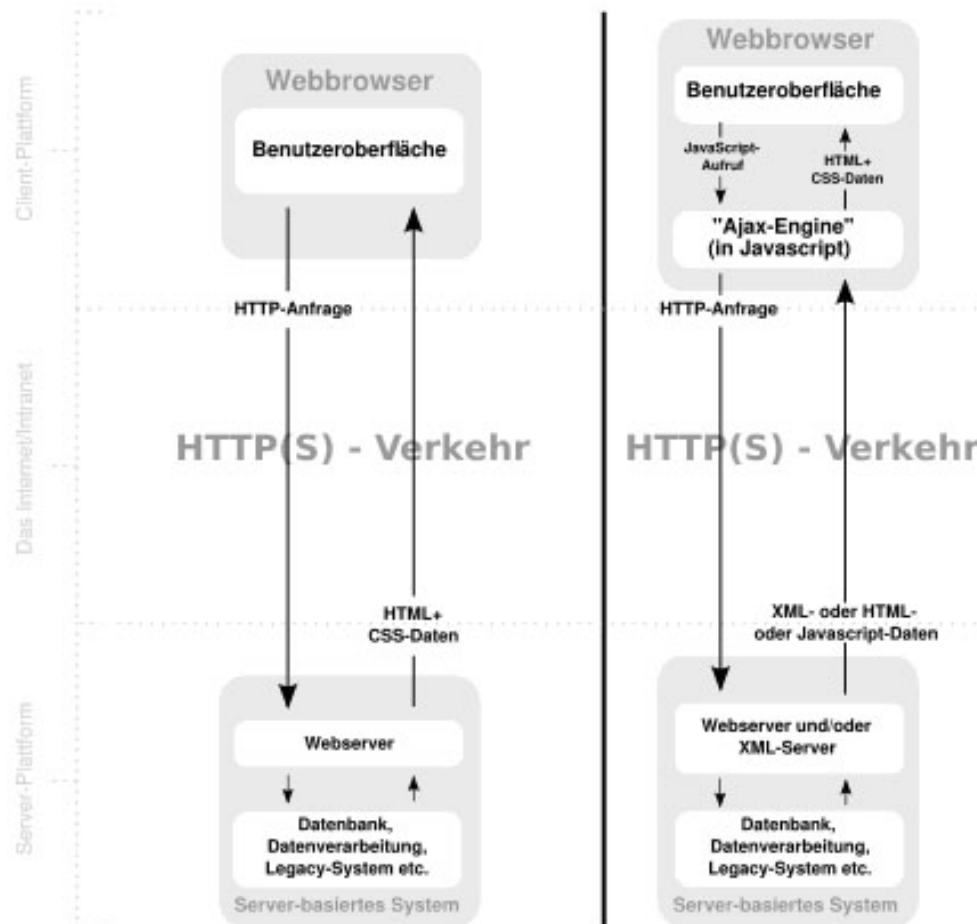 Client-Plattform
Das Internet/Intranet
Server-Plattform
Webbrowser
Benutzeroberfläche
HTTP-Anfrage
HTTP(S) - Verkehr
HTML+
CSS-Daten
Webserver
Datenbank,
Datenverarbeitung,
Legacy-System etc.
Server-basiertes System
Webbrowser
Benutzeroberfläche
JavaScript-
Aufruf
HTML+
CSS-Daten
"Ajax-Engine"
(in Javascript)
HTTP-Anfrage
HTTP(S) - Verkehr
XML- oder HTML-
oder Javascript-Daten
Webserver und/oder
XML-Server
Datenbank,
Datenverarbeitung,
Legacy-System etc.
Server-basiertes System